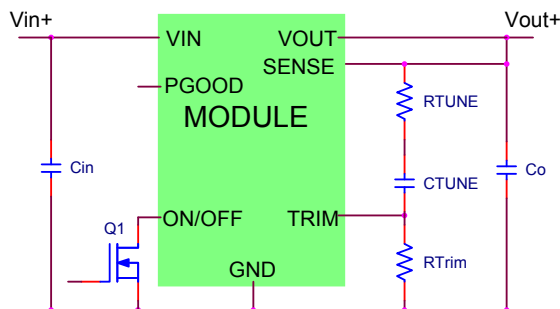 Vin+
Vout+
VIN
VOUT
SENSE
PGOOD
MODULE
RTUNE
Cin
CTUNE
Co
Q1
ON/OFF
TRIM
GND
RTrim